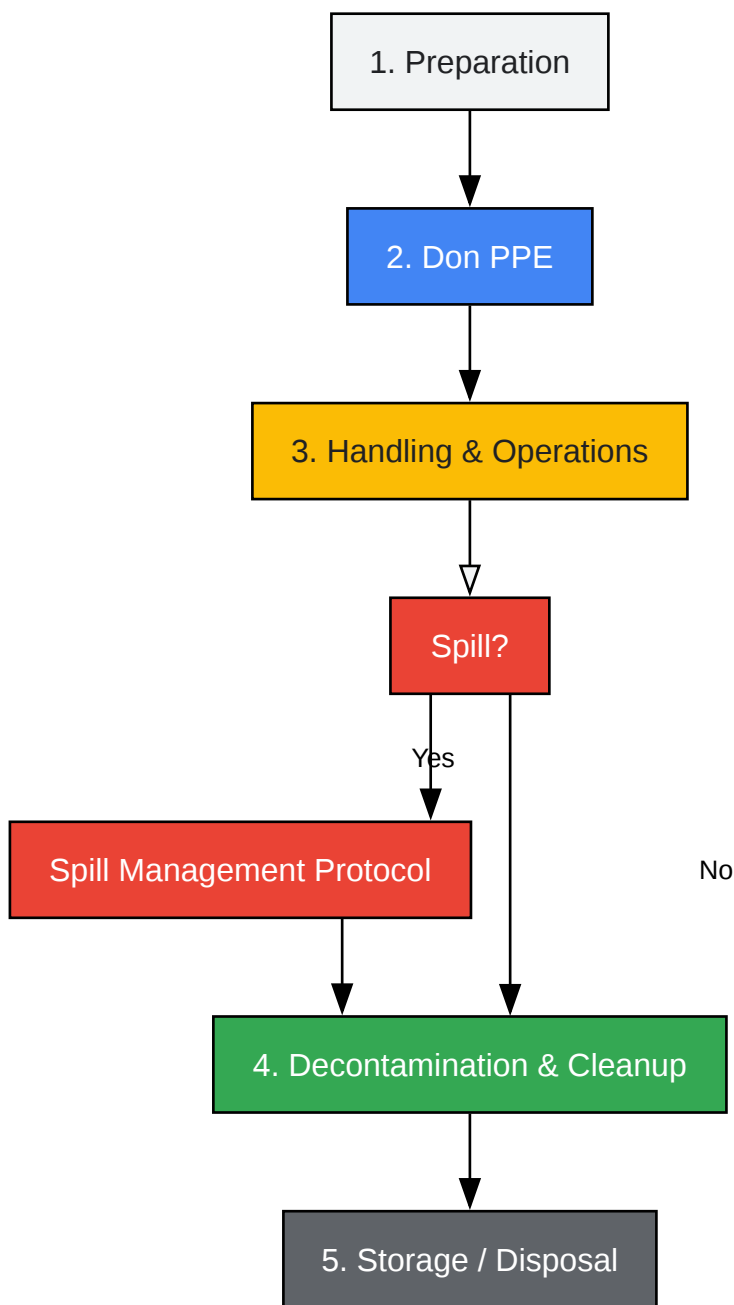 1. Preparation
2. Don PPE
3. Handling & Operations
Spill?
Yes
Spill Management Protocol
No
4. Decontamination & Cleanup
5. Storage / Disposal